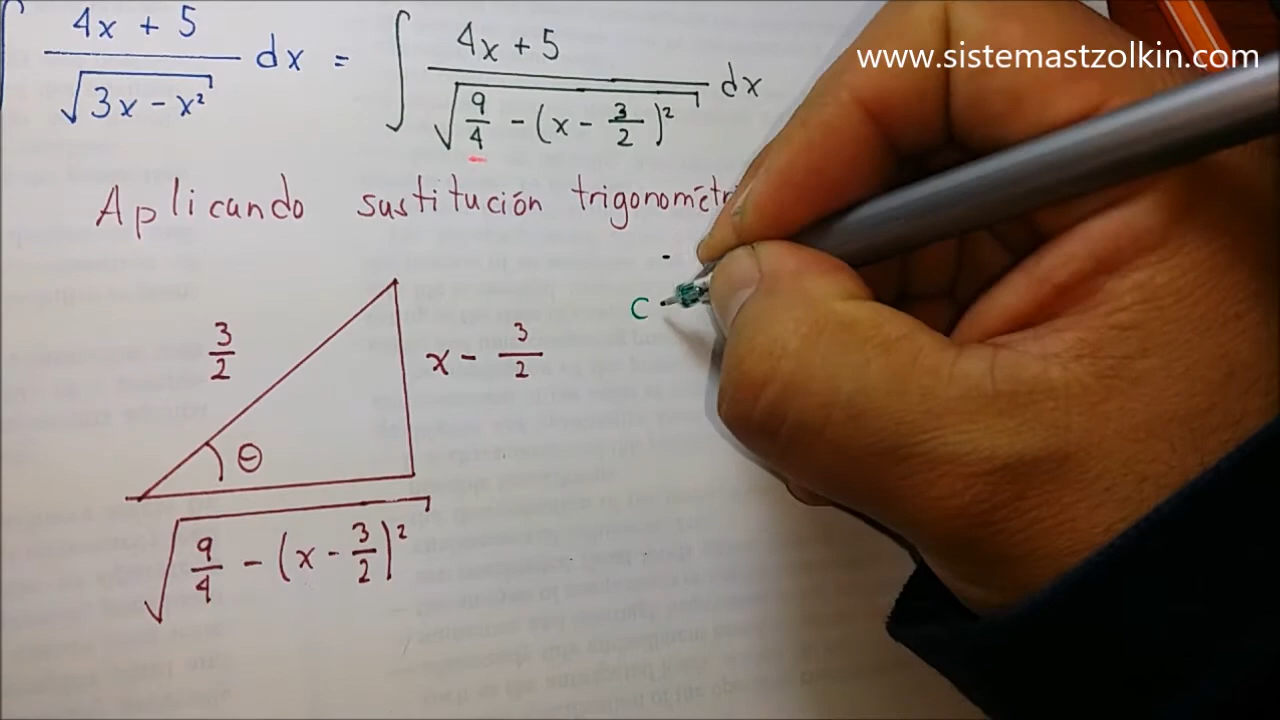 www.sistemastzolkin.com
∫ (4x + 5)/√(3x − x²) dx = ∫ (4x + 5)/√(9/4 − (x − 3/2)²) dx
Aplicando sustitución trigonométr
3/2
x − 3/2
θ
√(9/4 − (x − 3/2)²)
C